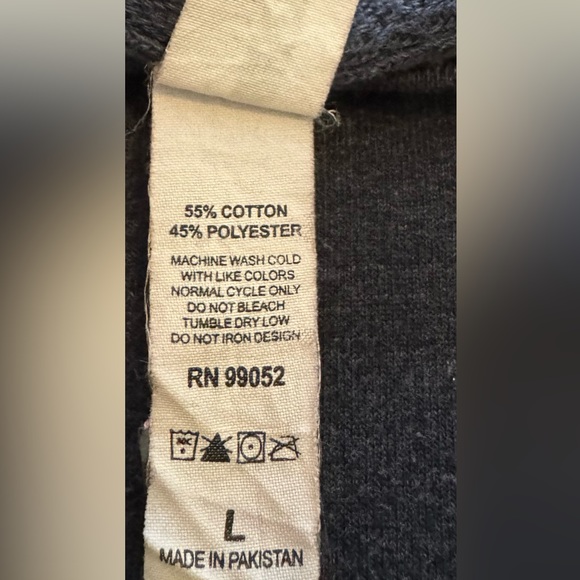 55% COTTON
45% POLYESTER
MACHINE WASH COLD
WITH LIKE COLORS
NORMAL CYCLE ONLY
DO NOT BLEACH
TUMBLE DRY LOW
DO NOT IRON DESIGN
RN 99052
L
MADE IN PAKISTAN